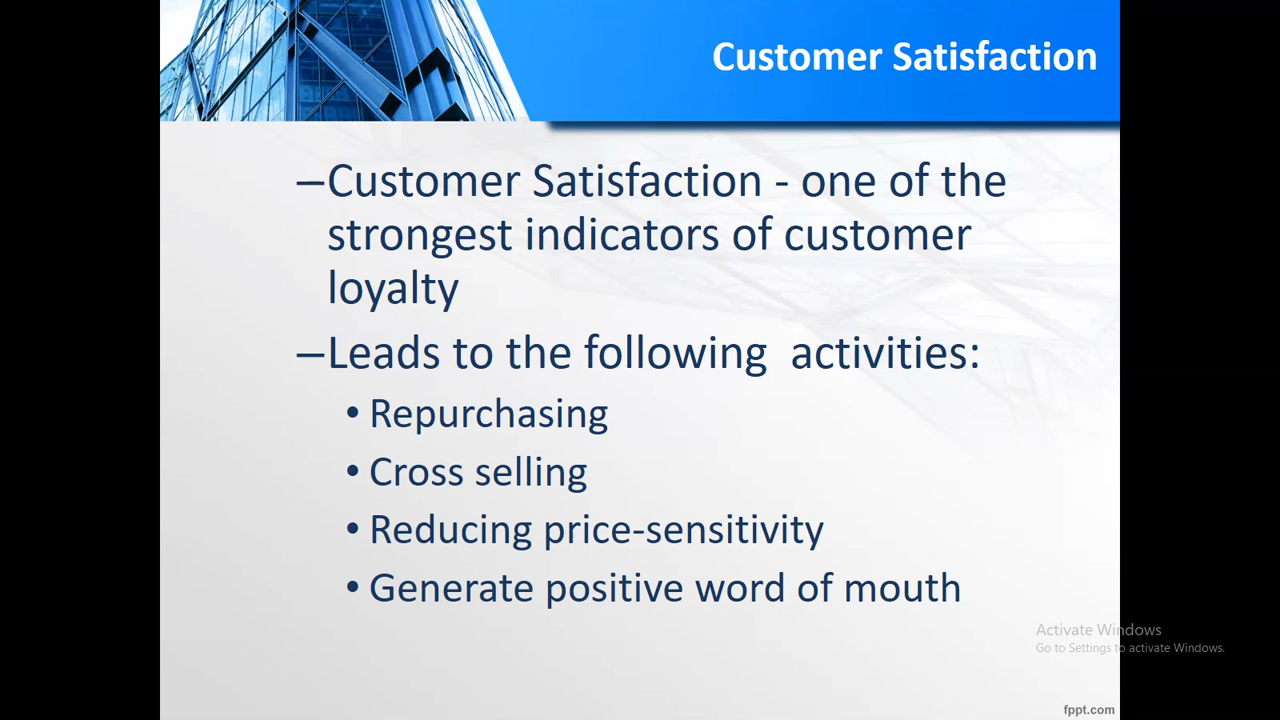 Customer Satisfaction
–Customer Satisfaction - one of the
strongest indicators of customer
loyalty
–Leads to the following  activities:
• Repurchasing
• Cross selling
• Reducing price-sensitivity
• Generate positive word of mouth
Activate Windows
Go to Settings to activate Windows.
fppt.com